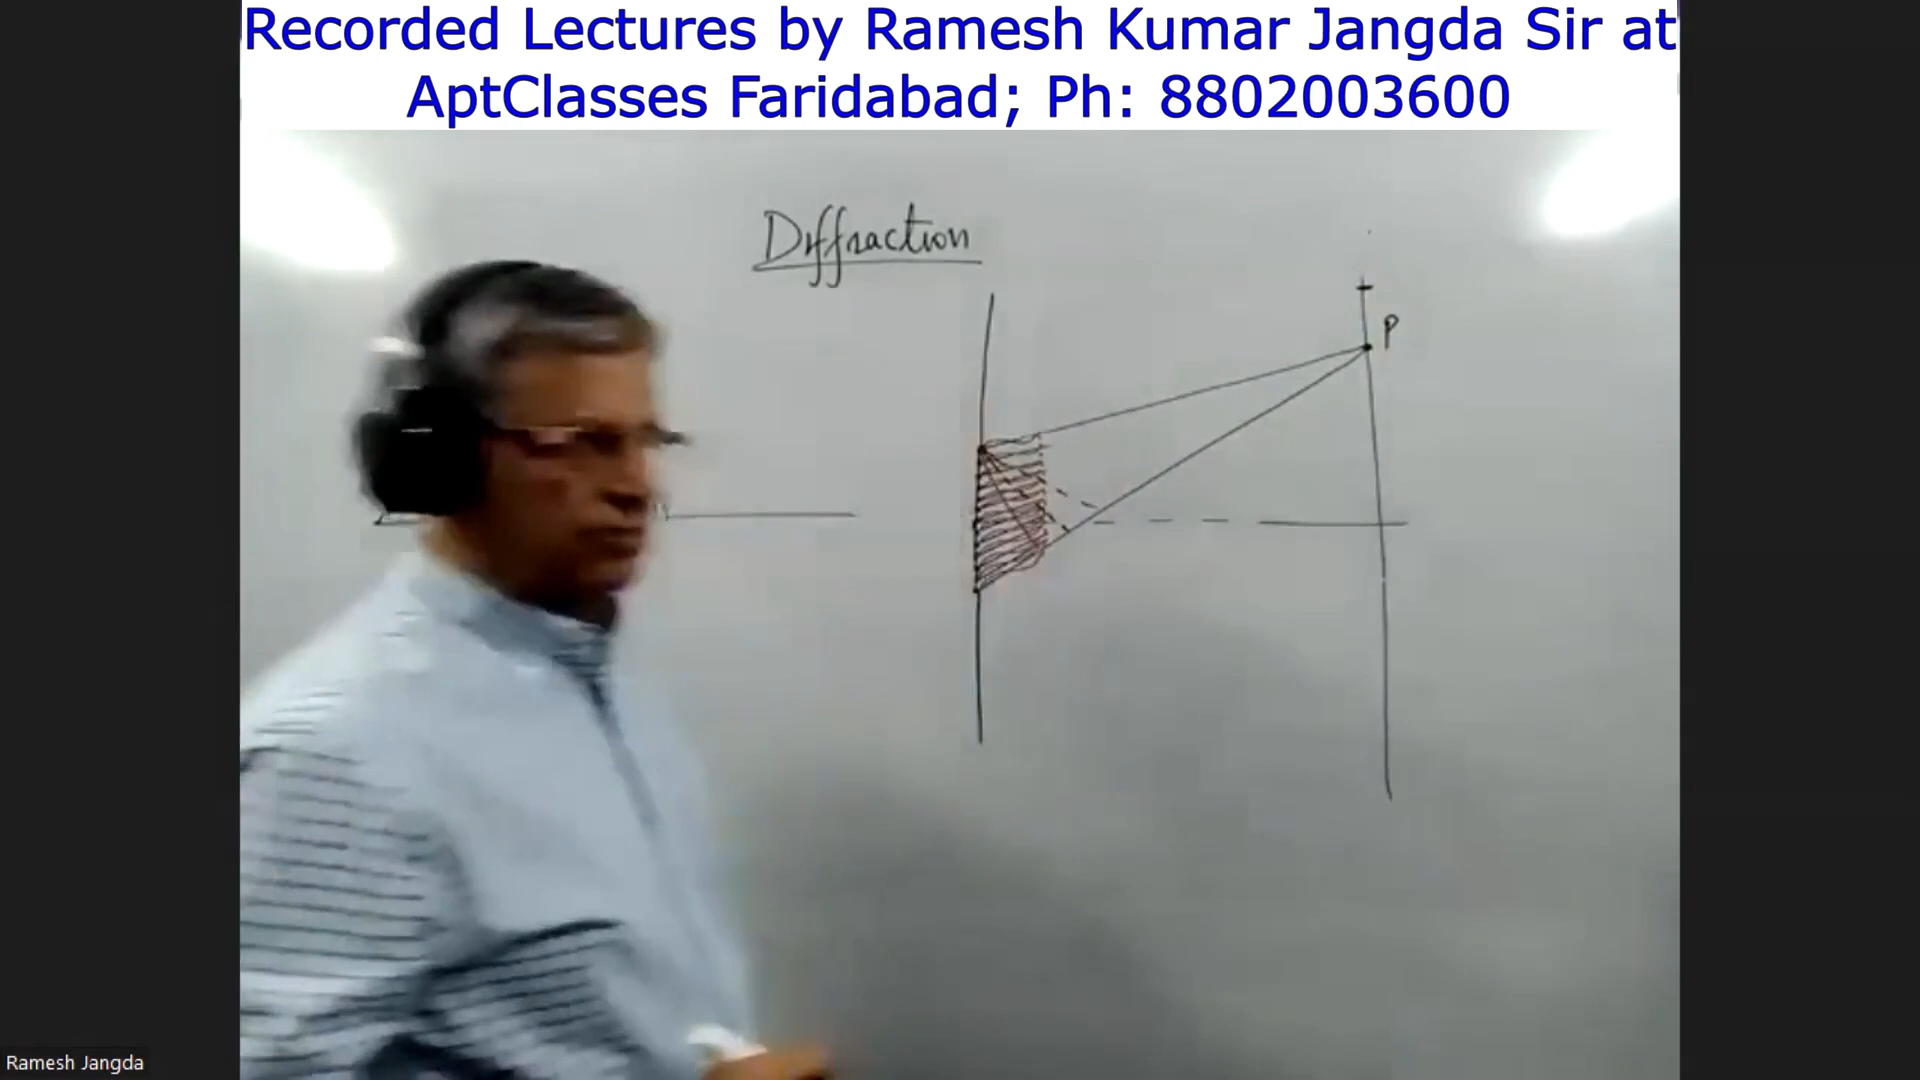 Recorded Lectures by Ramesh Kumar Jangda Sir at
AptClasses Faridabad; Ph: 8802003600
Diffraction
P
Ramesh Jangda